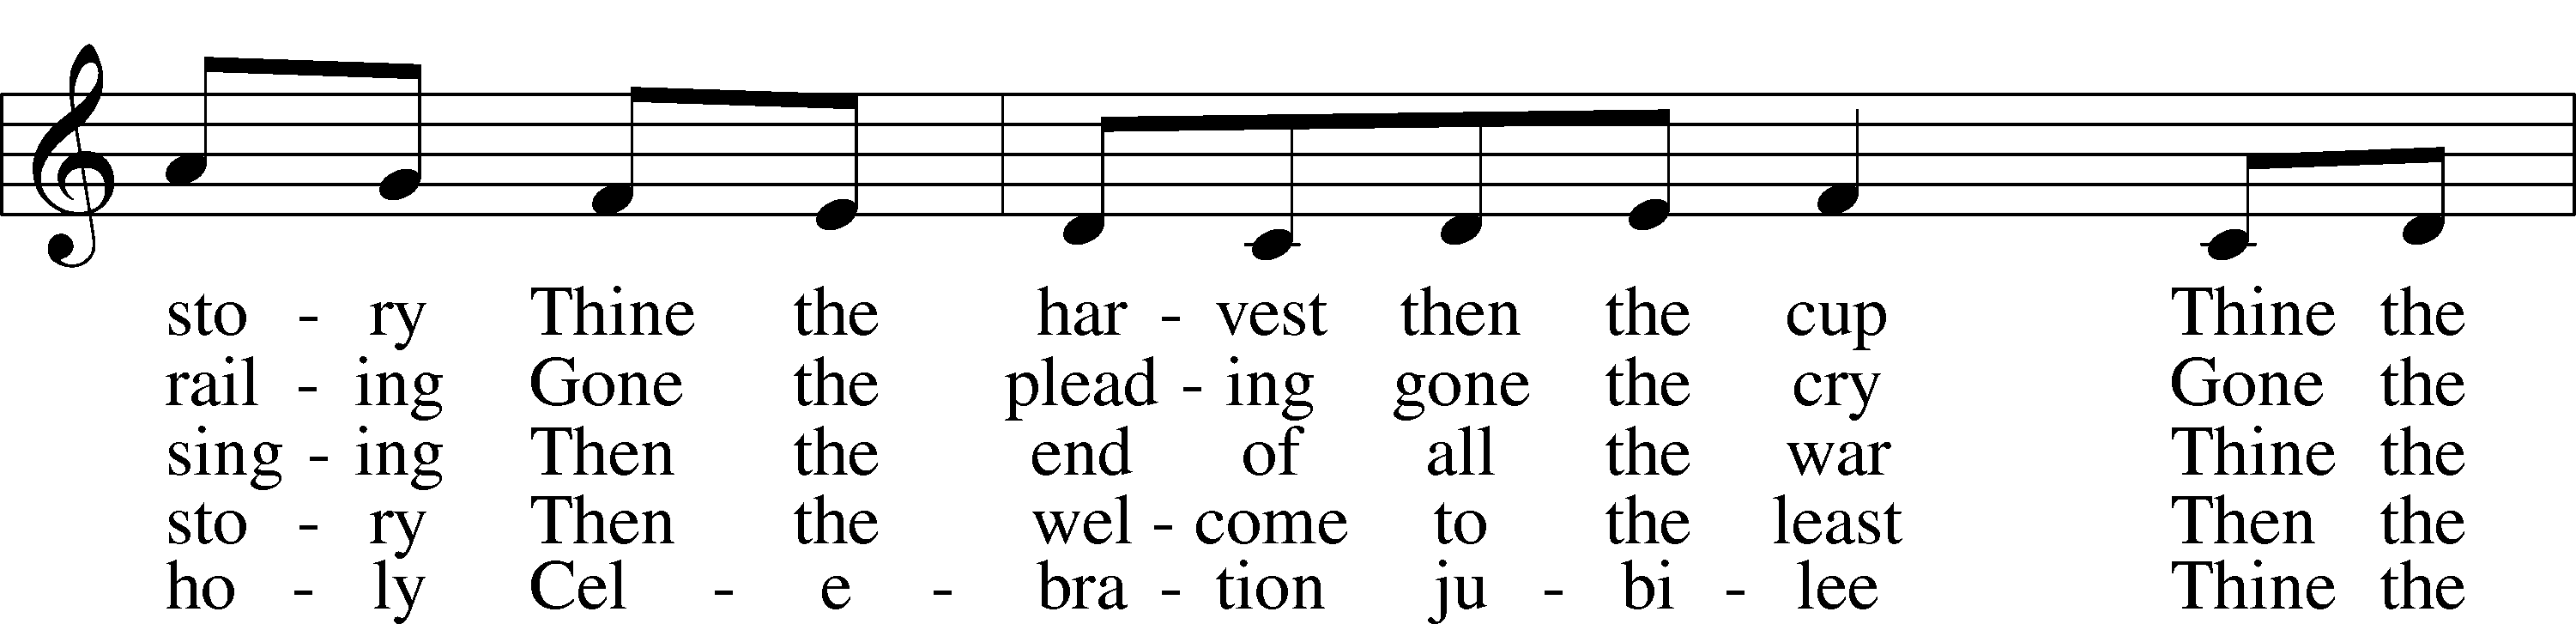 sto - ry Thine the har - vest then the cup Thine the
rail - ing Gone the plead - ing gone the cry Gone the
sing - ing Then the end of all the war Thine the
sto - ry Then the wel - come to the least Then the
ho - ly Cel - e - bra - tion ju - bi - lee Thine the